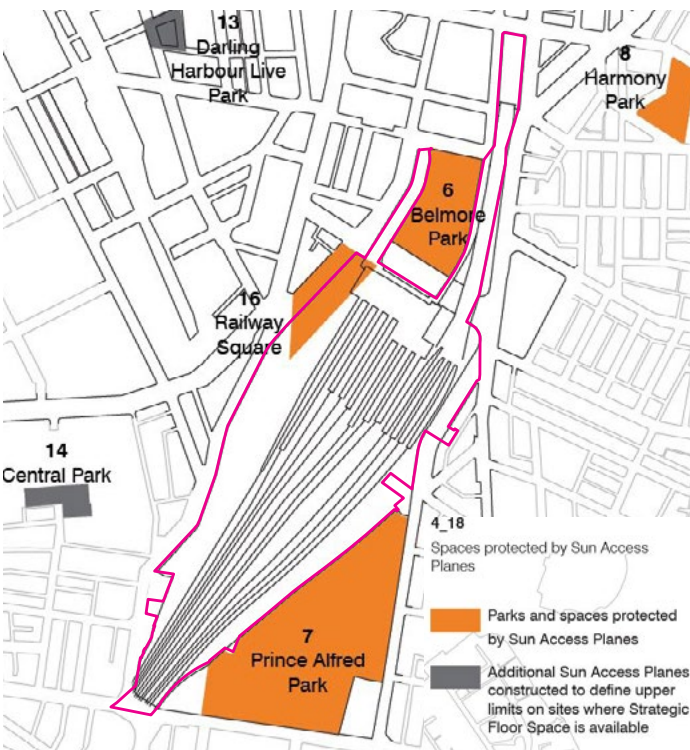 13
Darling
Harbour Live
Park
8
Harmony
Park
6
Belmore
Park
16
Railway
Square
14
Central Park
7
Prince Alfred
Park
4_18
Spaces protected by Sun Access
Planes
Parks and spaces protected
by Sun Access Planes
Additional Sun Access Planes
constructed to define upper
limits on sites where Strategic
Floor Space is available